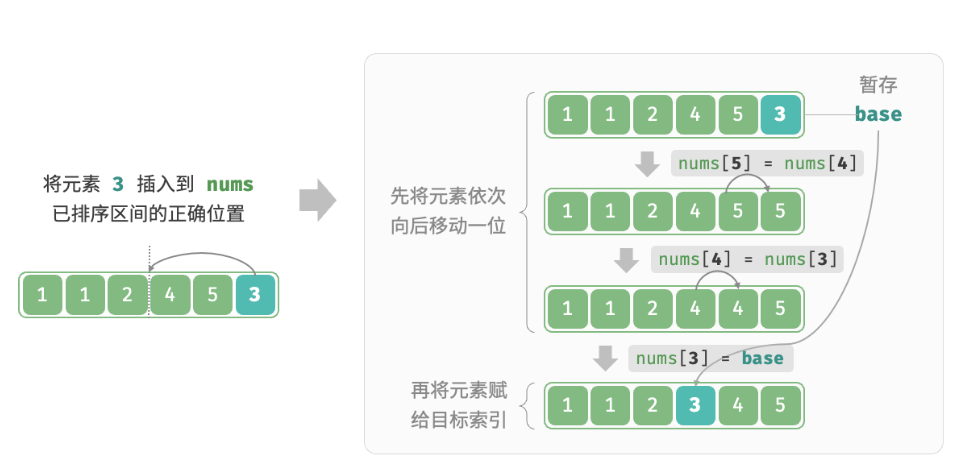 将元素 3 插入到 nums
已排序区间的正确位置
1 1 2 4 5 3
先将元素依次
向后移动一位
暂存
base
1 1 2 4 5 3
nums[5] = nums[4]
1 1 2 4 5 5
nums[4] = nums[3]
1 1 2 4 4 5
nums[3] = base
再将元素赋
给目标索引
1 1 2 3 4 5